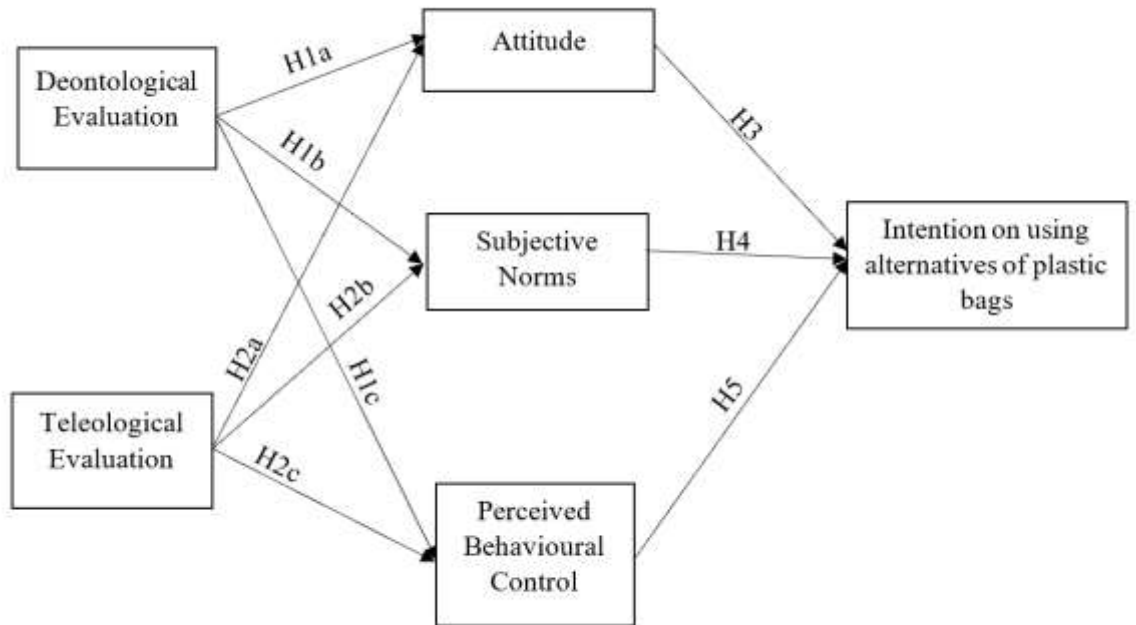 Deontological
Evaluation
H1a
H1b
H1c
Teleological
Evaluation
H2a
H2b
H2c
Attitude
H3
Subjective
Norms
H4
Perceived
Behavioural
Control
H5
Intention on using
alternatives of plastic
bags